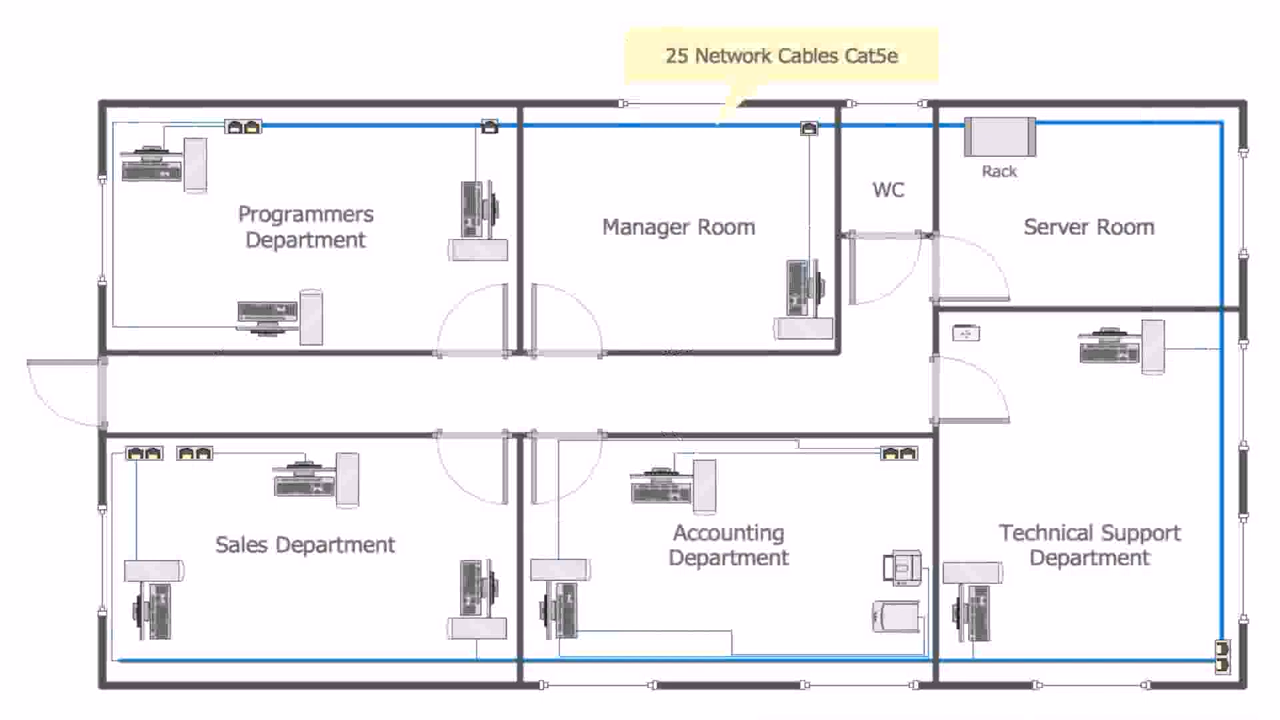 25 Network Cables Cat5e
Rack
WC
Programmers
Department
Manager Room
Server Room
Sales Department
Accounting
Department
Technical Support
Department